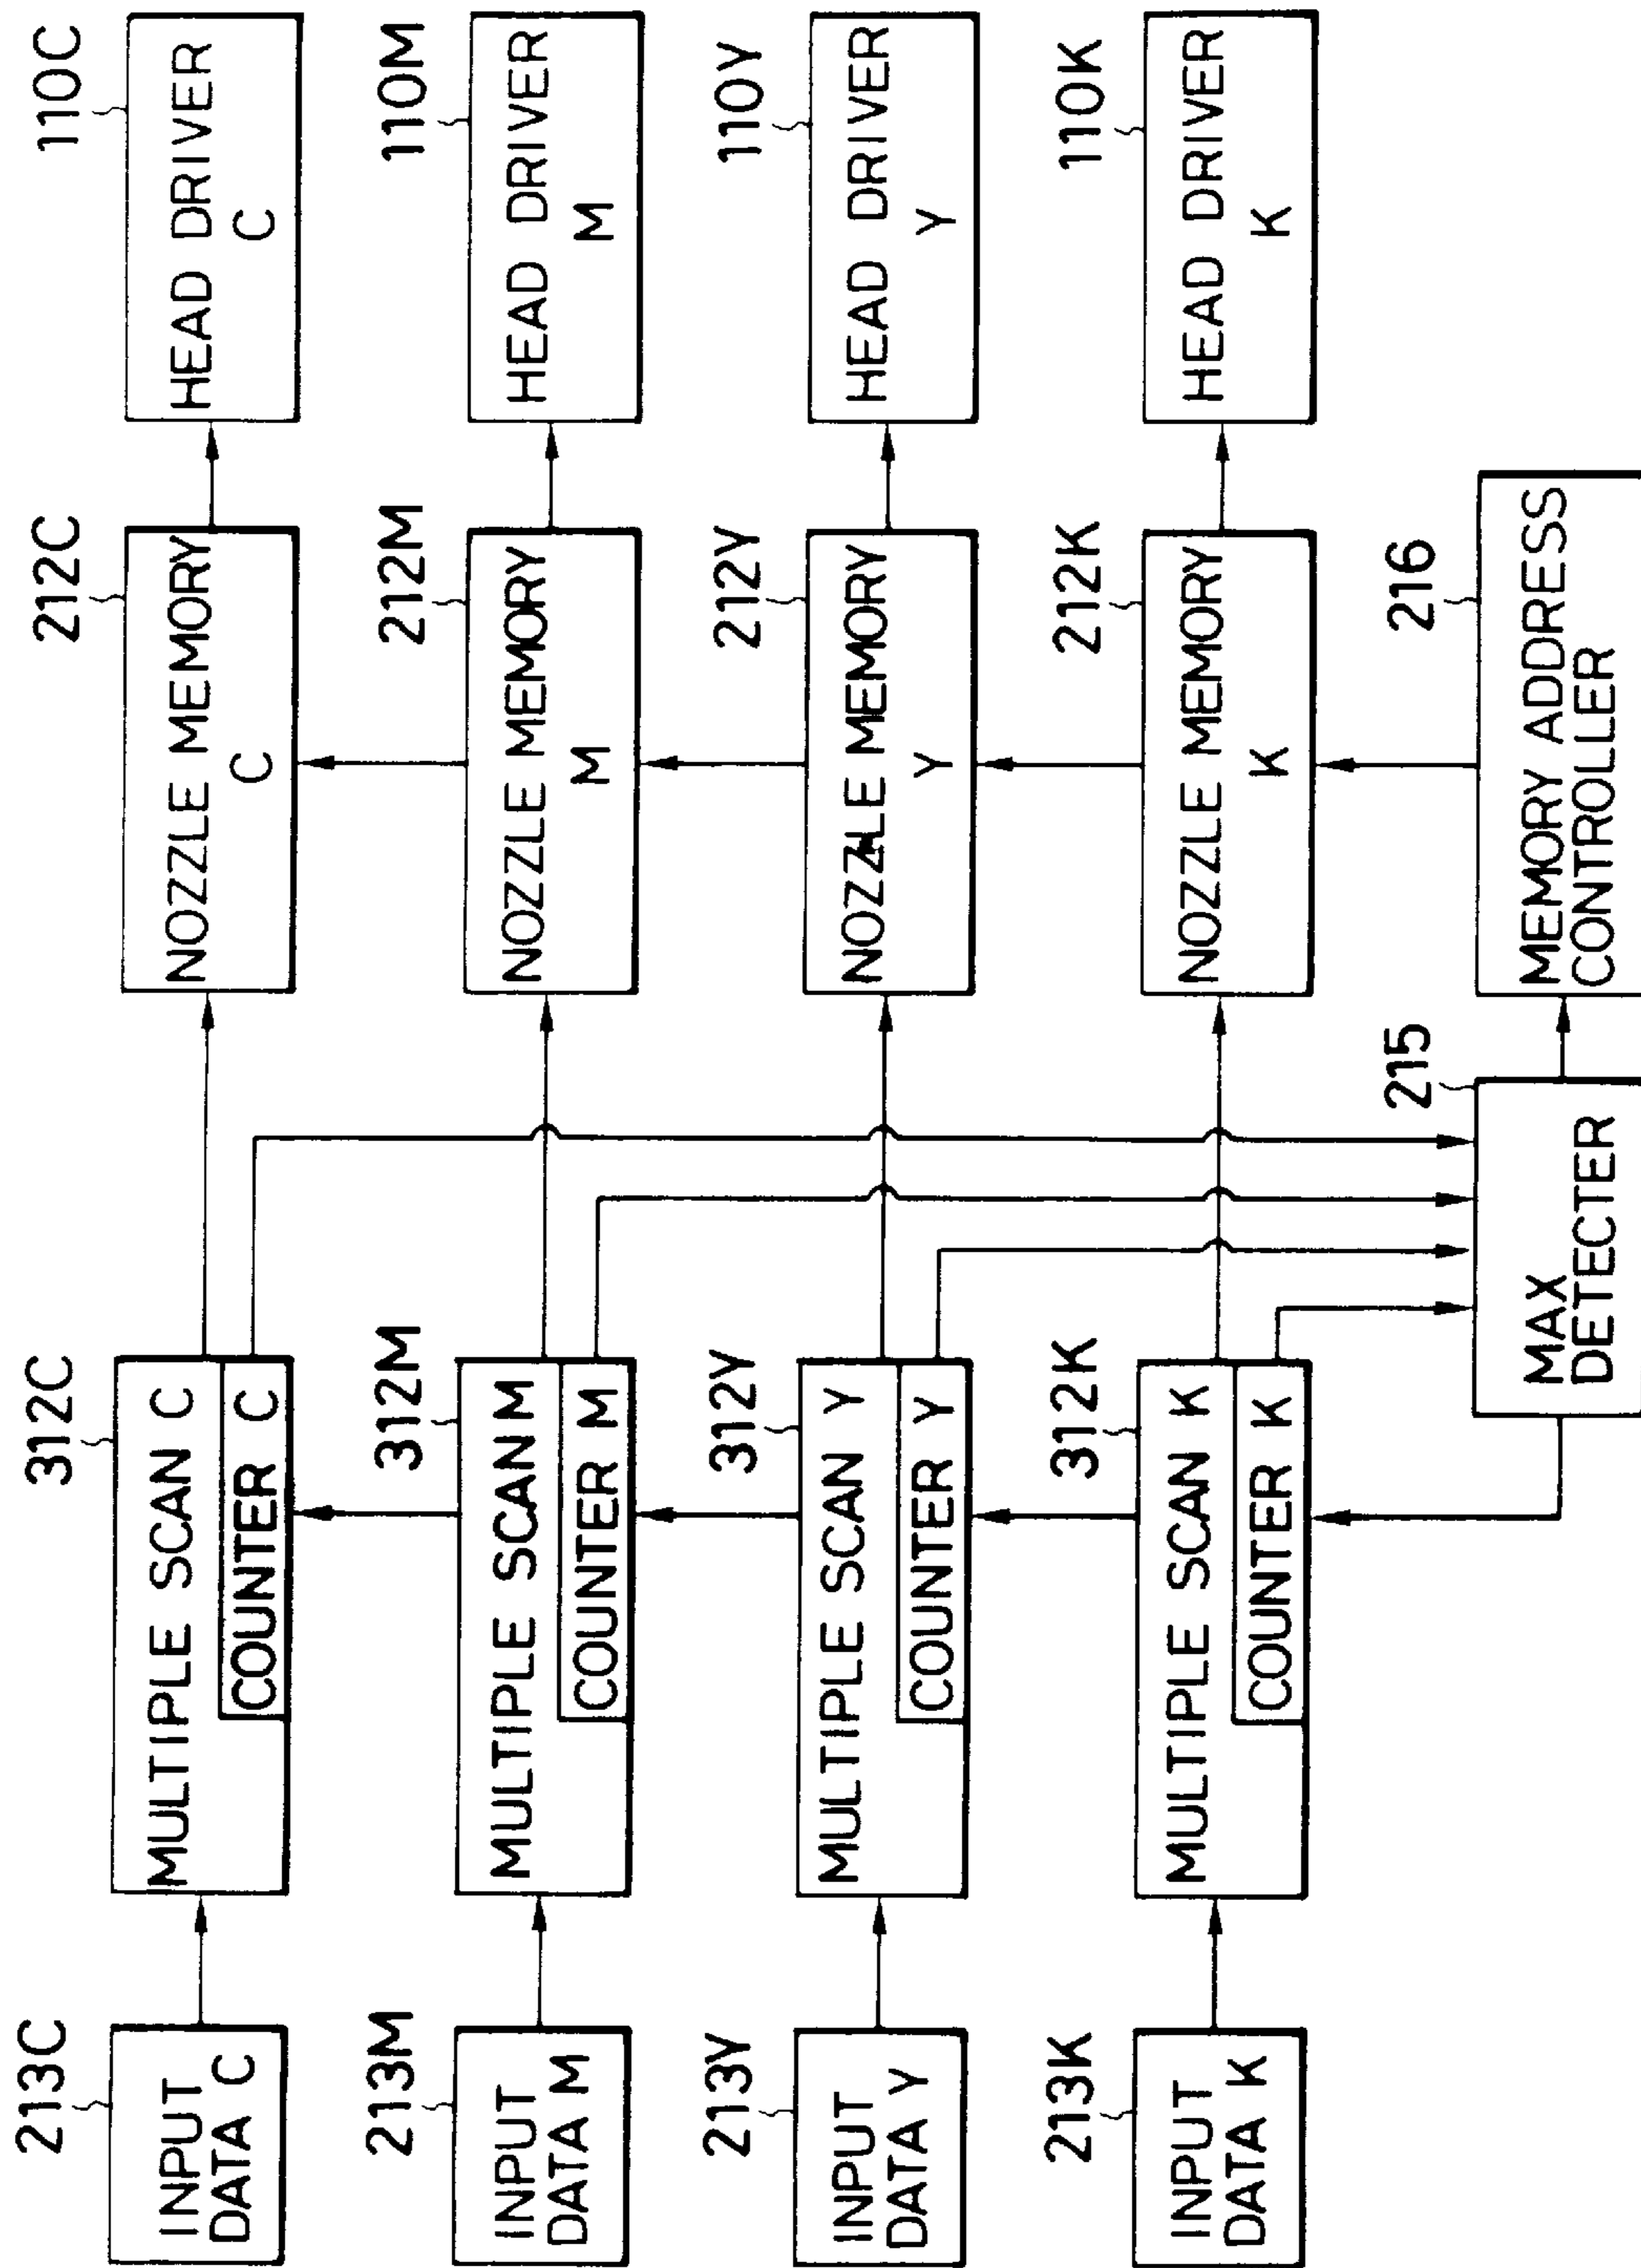 213C
INPUT
DATA C
312C
MULTIPLE SCAN C
COUNTER C
212C
NOZZLE MEMORY
C
110C
HEAD DRIVER
C
213M
INPUT
DATA M
312M
MULTIPLE SCAN M
COUNTER M
212M
NOZZLE MEMORY
M
110M
HEAD DRIVER
M
213Y
INPUT
DATA Y
312Y
MULTIPLE SCAN Y
COUNTER Y
212Y
NOZZLE MEMORY
Y
110Y
HEAD DRIVER
Y
213K
INPUT
DATA K
312K
MULTIPLE SCAN K
COUNTER K
212K
NOZZLE MEMORY
K
110K
HEAD DRIVER
K
215
MAX
DETECTER
216
MEMORY ADDRESS
CONTROLLER